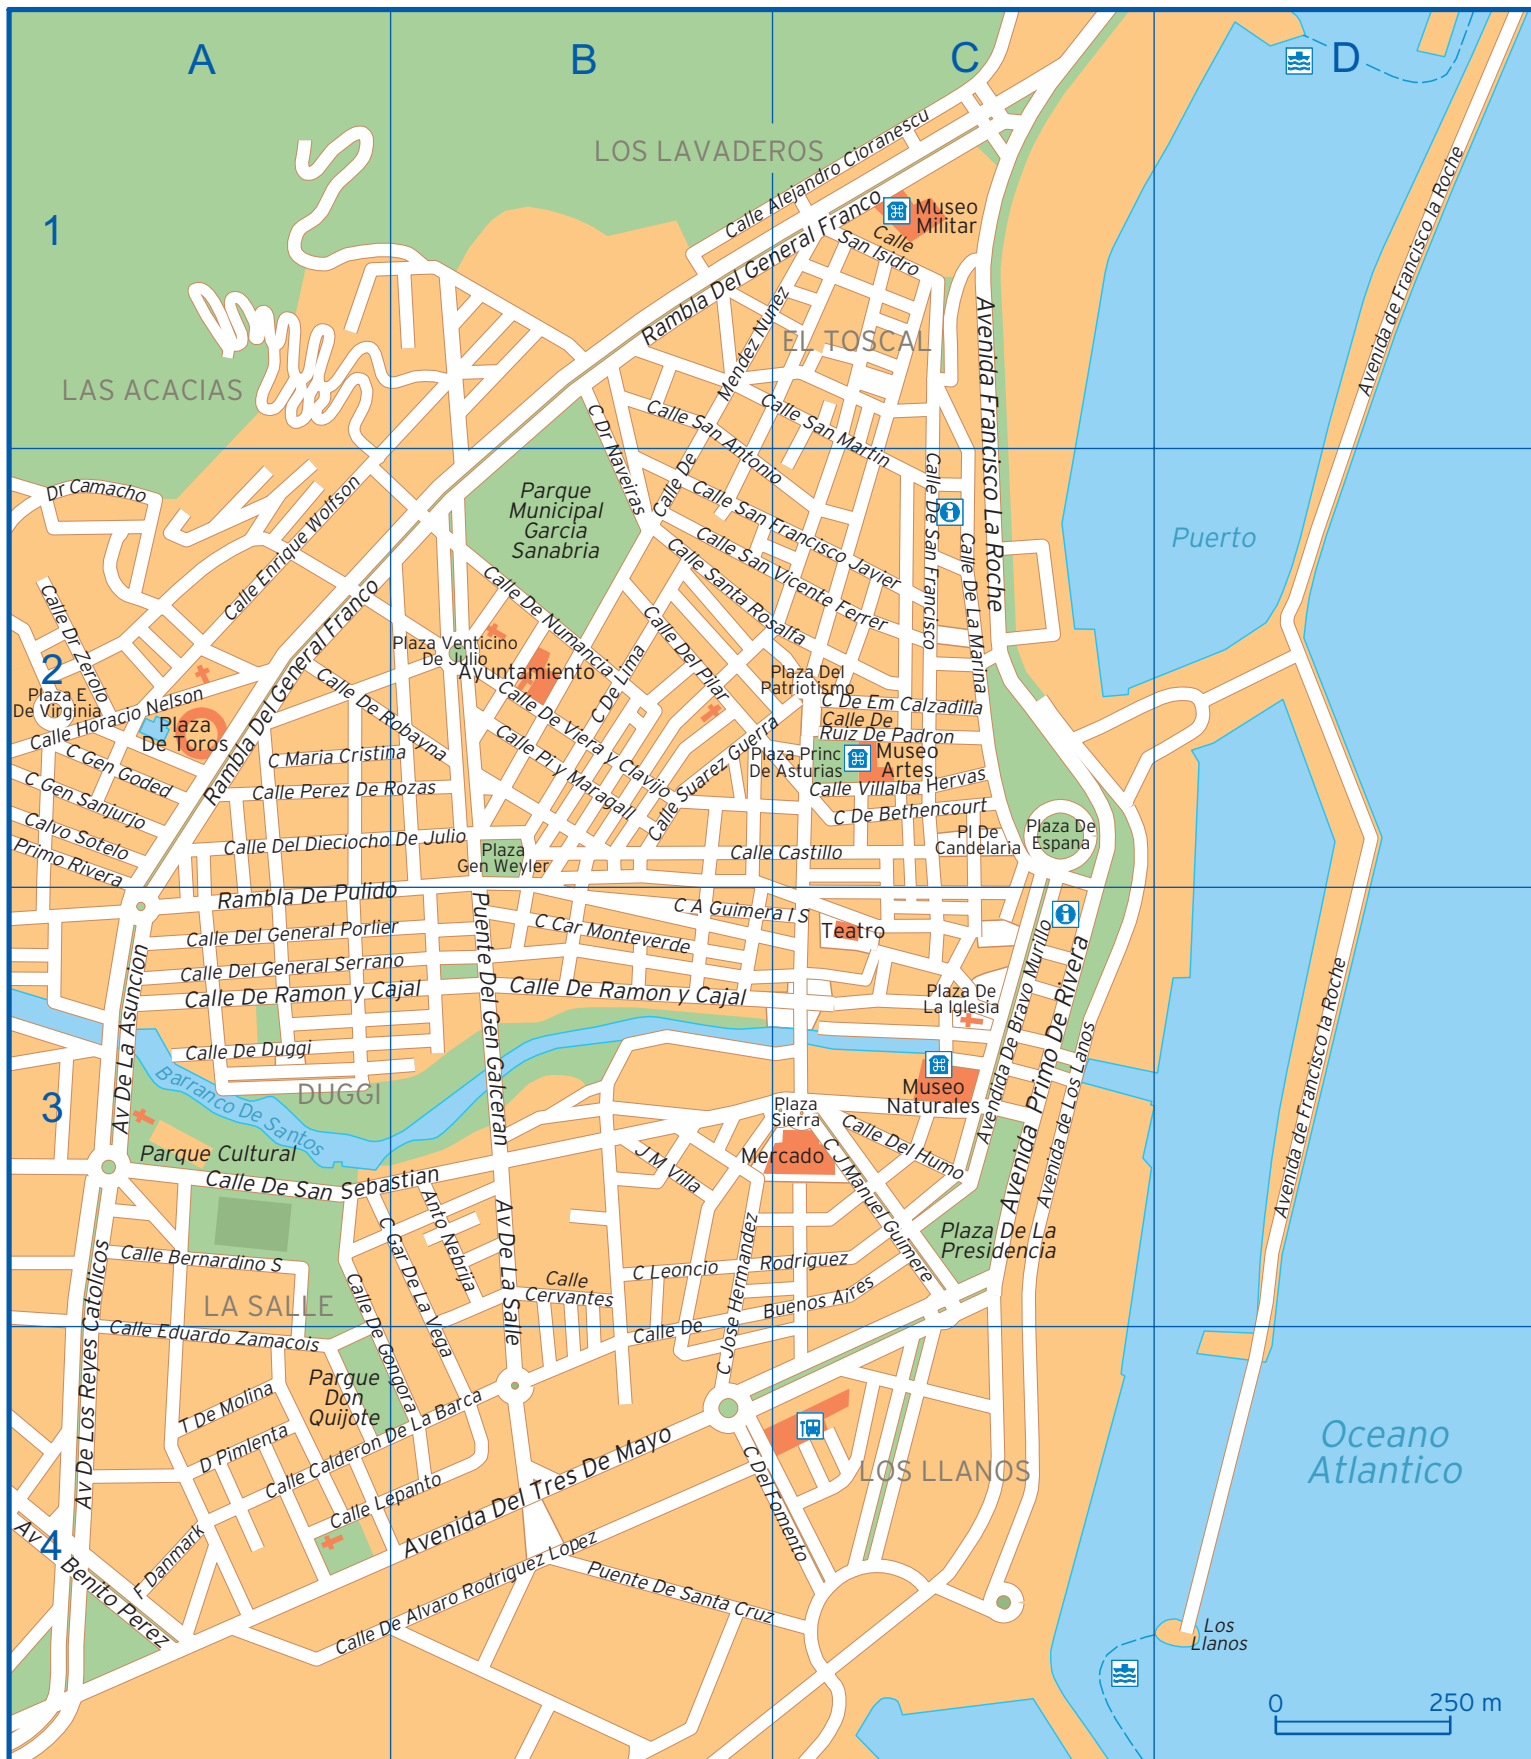 A
B
C
D
1
2
3
4
LOS LAVADEROS
Calle Alejandro Cioranescu
Rambla Del General Franco
Museo
Militar
Calle
San Isidro
EL TOSCAL
LAS ACACIAS
Mendez Nunez
Calle De
Avenida Francisco La Roche
Avenida de Francisco la Roche
Calle San Martin
Calle San Antonio
C Dr Naveiras
Dr Camacho
Calle Enrique Wolfson
Parque
Municipal
Garcia
Sanabria
Calle San Francisco Javier
Calle San Vicente Ferrer
Calle Santa Rosalfa
Calle De San Francisco
Calle De La Marina
Puerto
Calle Dr Zerolo
Rambla Del General Franco
Calle De Numancia
Plaza Venticino
De Julio
Ayuntamiento
C De Lima
Calle Del Pilar
Plaza Del
Patriotismo
C De Em Calzadilla
Calle De
Ruiz De Padron
Plaza E
De Virginia
Calle Horacio Nelson
Plaza
De Toros
Calle De Robayna
Calle De Viera y Clavijo
Calle Pi y Maragall
Calle Suarez Guerra
Plaza Princ
De Asturias
Museo
Artes
Calle Villalba Hervas
C De Bethencourt
C Gen Goded
C Gen Sanjurjo
Calvo Sotelo
Primo Rivera
C Maria Cristina
Calle Perez De Rozas
Calle Del Dieciocho De Julio
Plaza
Gen Weyler
Calle Castillo
Pl De
Candelaria
Plaza De
Espana
Rambla De Pulido
Calle Del General Porlier
Calle Del General Serrano
Calle De Ramon y Cajal
Calle De Ramon y Cajal
C A Guimera I S
C Car Monteverde
Teatro
Plaza De
La Iglesia
Avendida De Bravo Murillo
Avenida Primo De Rivera
Avenida de Los Llanos
Avenida de Francisco la Roche
Av De La Asuncion
Puente Del Gen Galceran
Calle De Duggi
DUGGI
Barranco De Santos
Parque Cultural
Museo
Naturales
Plaza
Sierra
Mercado
Calle Del Humo
C J Manuel Guimere
J M Villa
Calle De San Sebastian
Plaza De La
Presidencia
Av De Los Reyes Catolicos
Calle Bernardino S
LA SALLE
Calle Eduardo Zamacois
Anto Nebrija
C Gar De La Vega
Calle De Gongora
Av De La Salle
Calle
Cervantes
C Leoncio
Rodriguez
Calle De
Buenos Aires
C Jose Hernandez
Parque
Don
Quijote
T De Molina
D Pimlenta
Calle Calderon De La Barca
Calle Lepanto
Avenida Del Tres De Mayo
C Del Fomento
LOS LLANOS
Oceano
Atlantico
Av
Benito Perez
F Danmark
Calle De Alvaro Rodriguez Lopez
Puente De Santa Cruz
Los
Llanos
0
250 m